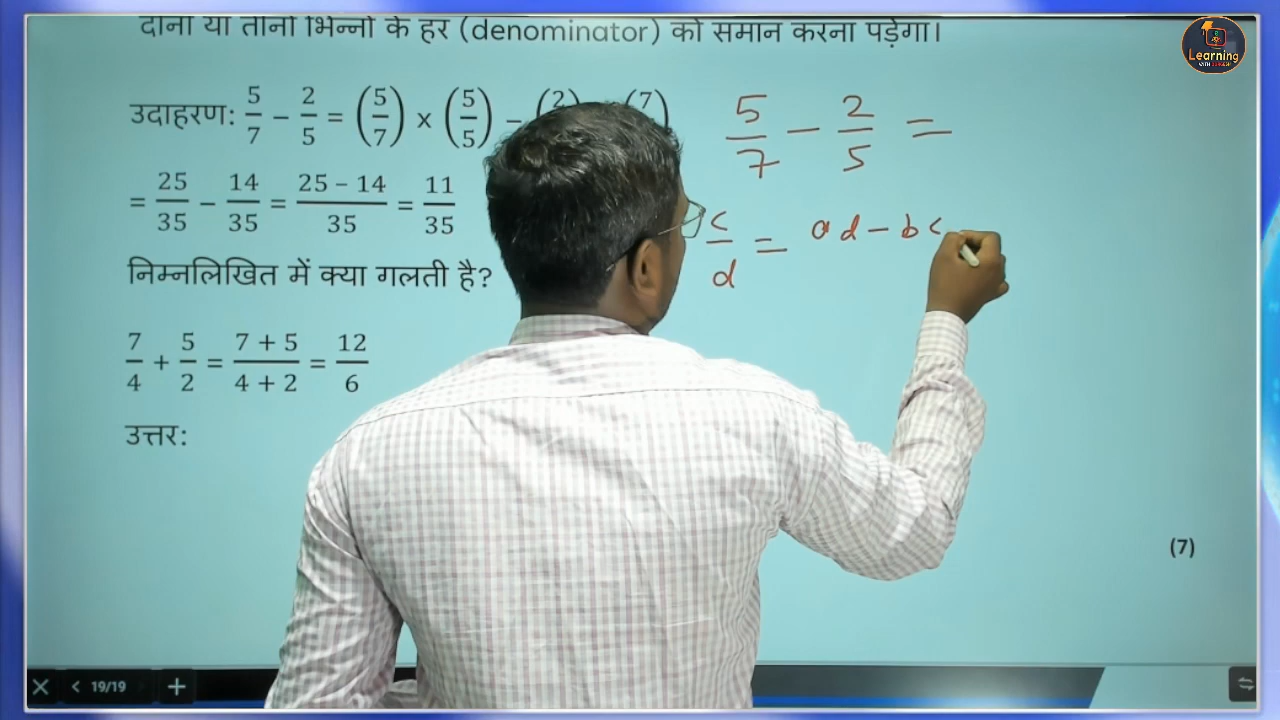 दोनों या तीनों भिन्नों के हर (denominator) को समान करना पड़ेगा।
उदाहरण: 5/7 − 2/5 = (5/7) × (5/5) − (2 (7)
= 25/35 − 14/35 = 25 − 14/35 = 11/35
निम्नलिखित में क्या गलती है?
7/4 + 5/2 = 7 + 5/4 + 2 = 12/6
उत्तर:
5/7 − 2/5 =
c/d = ad − bc
(7)
19/19
Learning